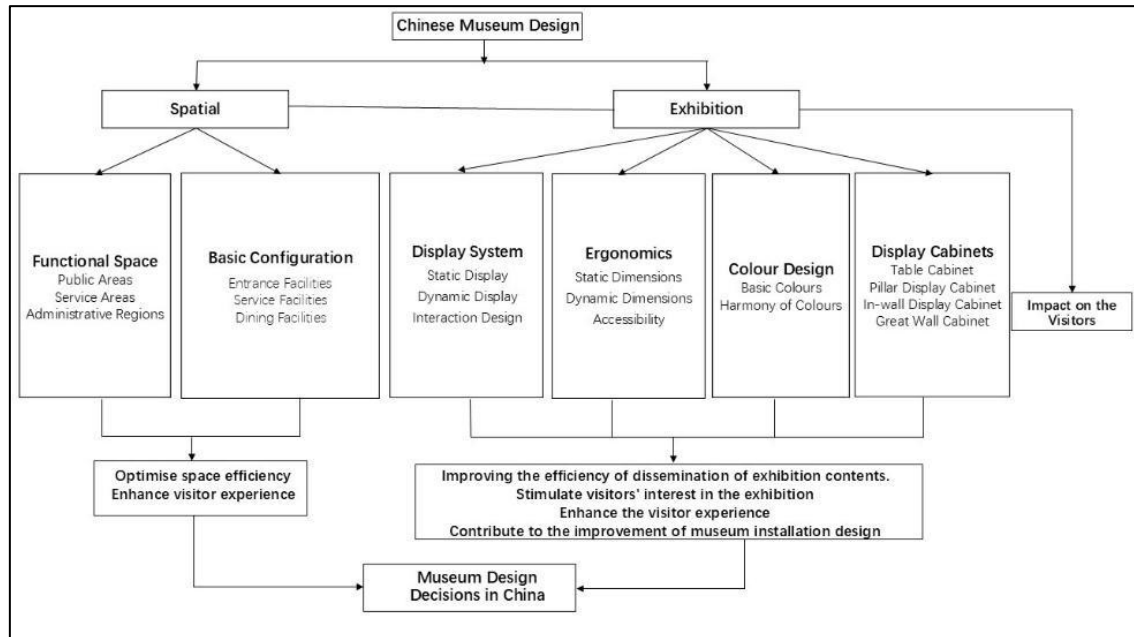 Chinese Museum Design
Spatial
Exhibition
Functional Space
Public Areas
Service Areas
Administrative Regions
Basic Configuration
Entrance Facilities
Service Facilities
Dining Facilities
Display System
Static Display
Dynamic Display
Interaction Design
Ergonomics
Static Dimensions
Dynamic Dimensions
Accessibility
Colour Design
Basic Colours
Harmony of Colours
Display Cabinets
Table Cabinet
Pillar Display Cabinet
In-wall Display Cabinet
Great Wall Cabinet
Impact on the
Visitors
Optimise space efficiency
Enhance visitor experience
Improving the efficiency of dissemination of exhibition contents.
Stimulate visitors' interest in the exhibition
Enhance the visitor experience
Contribute to the improvement of museum installation design
Museum Design
Decisions in China